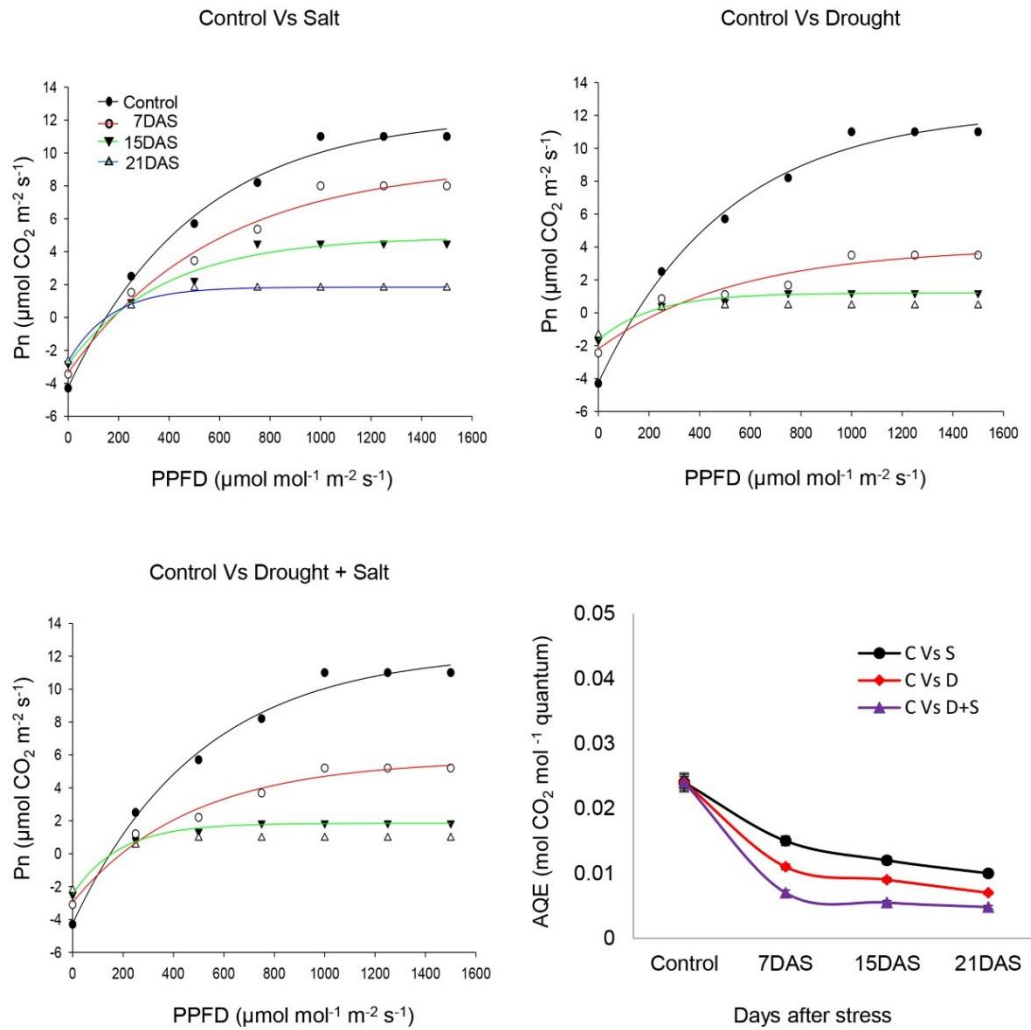 Control Vs Salt
14
12
10
8
6
4
2
0
-2
-4
-6
Pn (µmol CO₂ m⁻² s⁻¹)
Control
7DAS
15DAS
21DAS
0 200 400 600 800 1000 1200 1400 1600
PPFD (µmol mol⁻¹ m⁻² s⁻¹)
Control Vs Drought
14
12
10
8
6
4
2
0
-2
-4
-6
Pn (µmol CO₂ m⁻² s⁻¹)
0 200 400 600 800 1000 1200 1400 1600
PPFD (µmol mol⁻¹ m⁻² s⁻¹)
Control Vs Drought + Salt
14
12
10
8
6
4
2
0
-2
-4
-6
Pn (µmol CO₂ m⁻² s⁻¹)
0 200 400 600 800 1000 1200 1400 1600
PPFD (µmol mol⁻¹ m⁻² s⁻¹)
0.05
0.04
0.03
0.02
0.01
0
AQE (mol CO₂ mol ⁻¹ quantum)
C Vs S
C Vs D
C Vs D+S
Control 7DAS 15DAS 21DAS
Days after stress